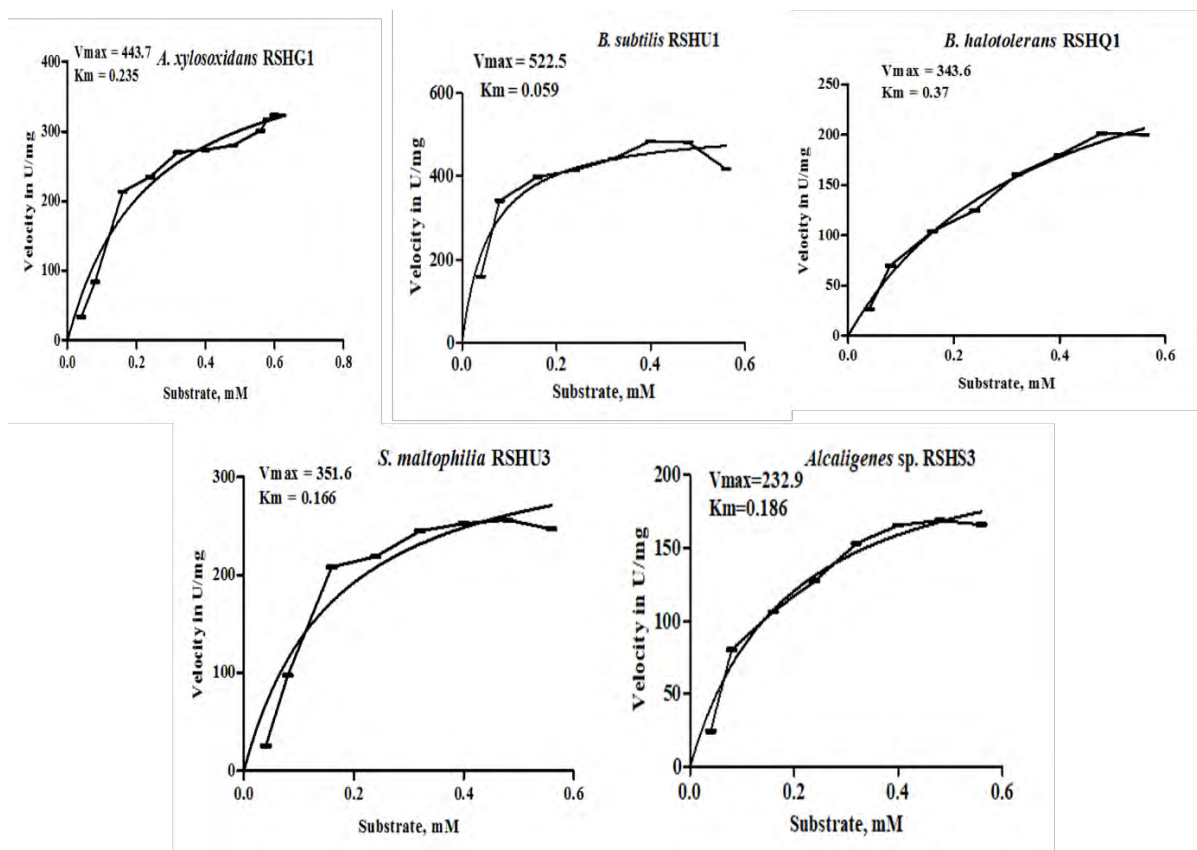 A. xylosoxidans RSHG1
Vmax = 443.7
Km = 0.235
Velocity in U/mg
400
300
200
100
0
0.0 0.2 0.4 0.6 0.8
Substrate, mM
B. subtilis RSHU1
Vmax = 522.5
Km = 0.059
Velocity in U/mg
600
400
200
0
0.0 0.2 0.4 0.6
Substrate, mM
B. halotolerans RSHQ1
Vmax = 343.6
Km = 0.37
Velocity in U/mg
250
200
150
100
50
0
0.0 0.2 0.4 0.6
Substrate, mM
S. maltophilia RSHU3
Vmax = 351.6
Km = 0.166
Velocity in U/mg
300
200
100
0
0.0 0.2 0.4 0.6
Substrate, mM
Alcaligenes sp. RSHS3
Vmax=232.9
Km=0.186
Velocity in U/mg
200
150
100
50
0
0.0 0.2 0.4 0.6
Substrate, mM